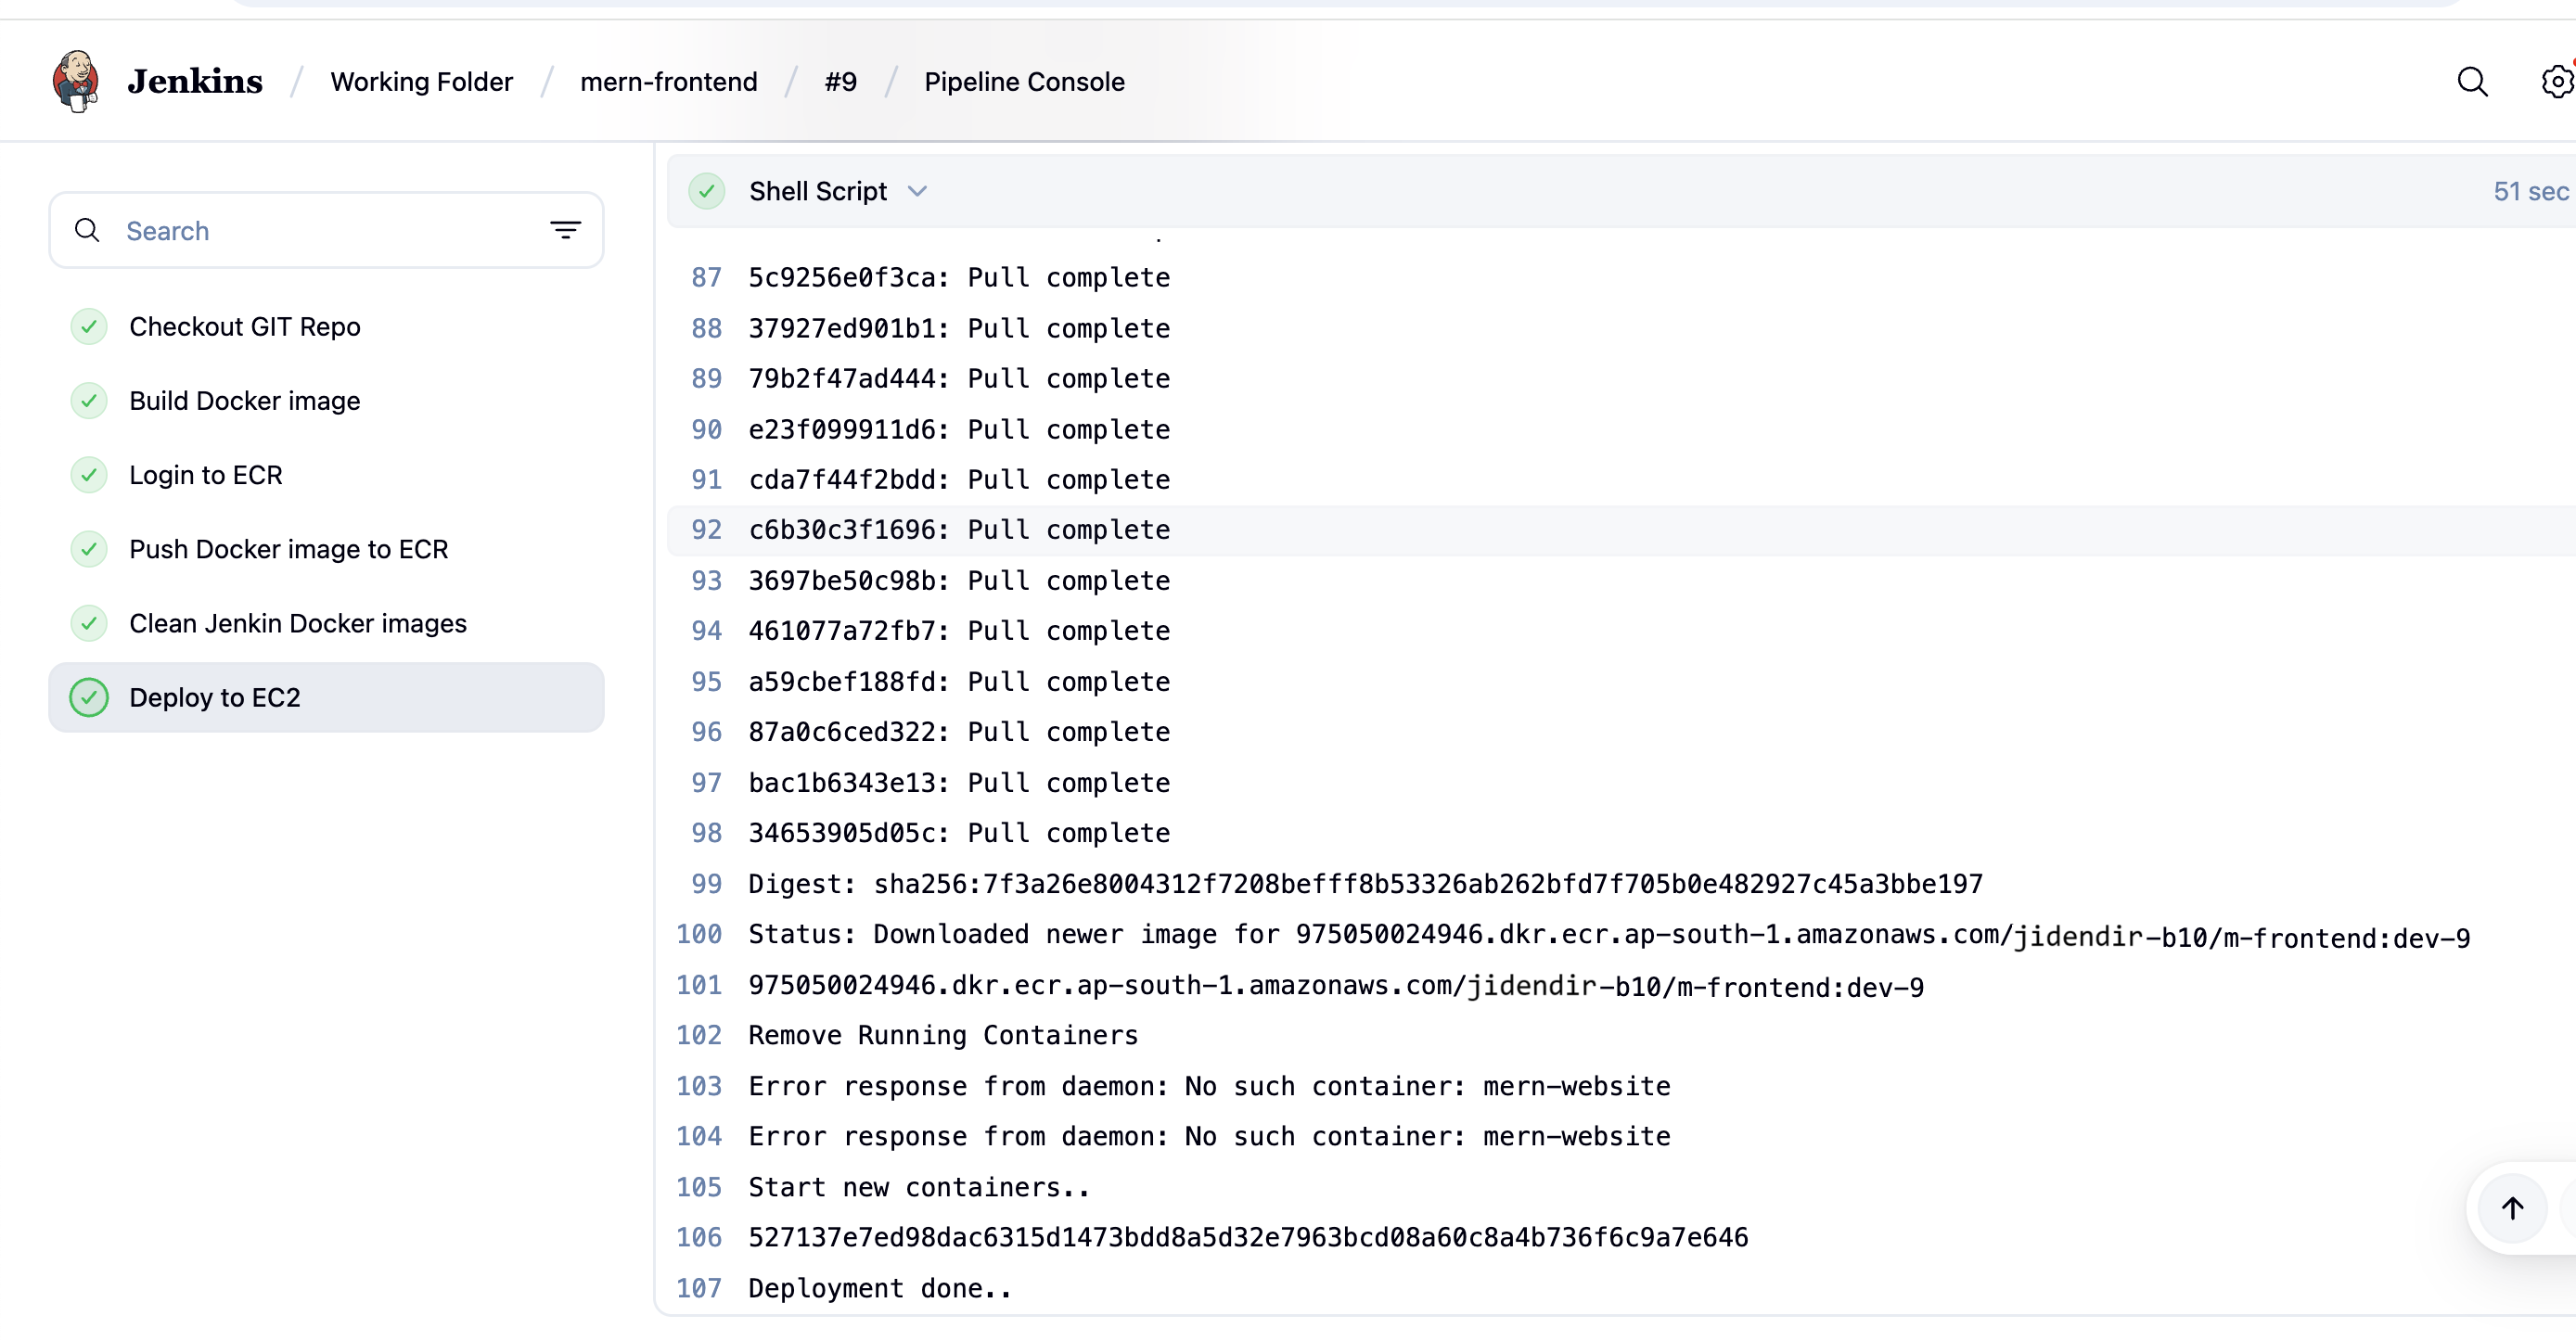 Jenkins / Working Folder / mern-frontend / #9 / Pipeline Console
Search
Checkout GIT Repo
Build Docker image
Login to ECR
Push Docker image to ECR
Clean Jenkin Docker images
Deploy to EC2
Shell Script 51 sec
87 5c9256e0f3ca: Pull complete
88 37927ed901b1: Pull complete
89 79b2f47ad444: Pull complete
90 e23f099911d6: Pull complete
91 cda7f44f2bdd: Pull complete
92 c6b30c3f1696: Pull complete
93 3697be50c98b: Pull complete
94 461077a72fb7: Pull complete
95 a59cbef188fd: Pull complete
96 87a0c6ced322: Pull complete
97 bac1b6343e13: Pull complete
98 34653905d05c: Pull complete
99 Digest: sha256:7f3a26e8004312f7208befff8b53326ab262bfd7f705b0e482927c45a3bbe197
100 Status: Downloaded newer image for 975050024946.dkr.ecr.ap-south-1.amazonaws.com/jidendir-b10/m-frontend:dev-9
101 975050024946.dkr.ecr.ap-south-1.amazonaws.com/jidendir-b10/m-frontend:dev-9
102 Remove Running Containers
103 Error response from daemon: No such container: mern-website
104 Error response from daemon: No such container: mern-website
105 Start new containers..
106 527137e7ed98dac6315d1473bdd8a5d32e7963bcd08a60c8a4b736f6c9a7e646
107 Deployment done..